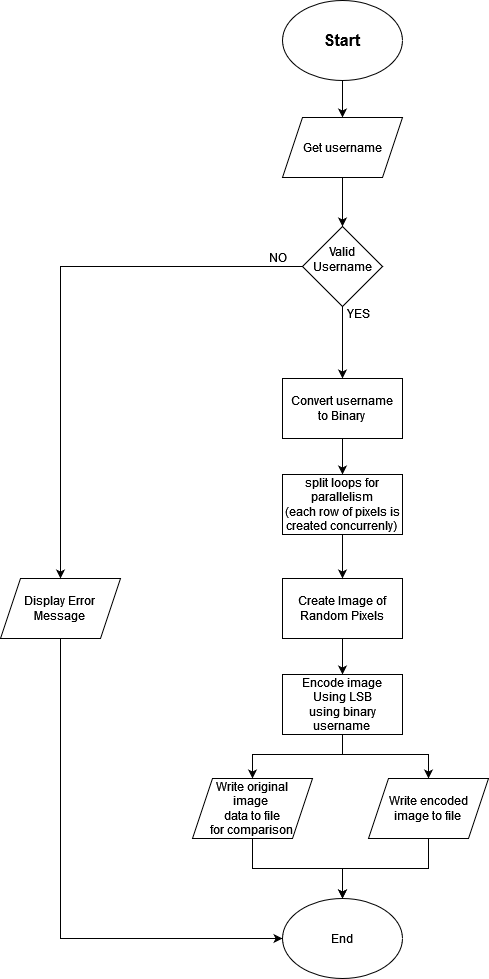 Start
Get username
Valid
Username
NO
YES
Convert username
to Binary
split loops for
parallelism
(each row of pixels is
created concurrenly)
Display Error
Message
Create Image of
Random Pixels
Encode image
Using LSB
using binary
username
Write original
image
data to file
for comparison
Write encoded
image to file
End